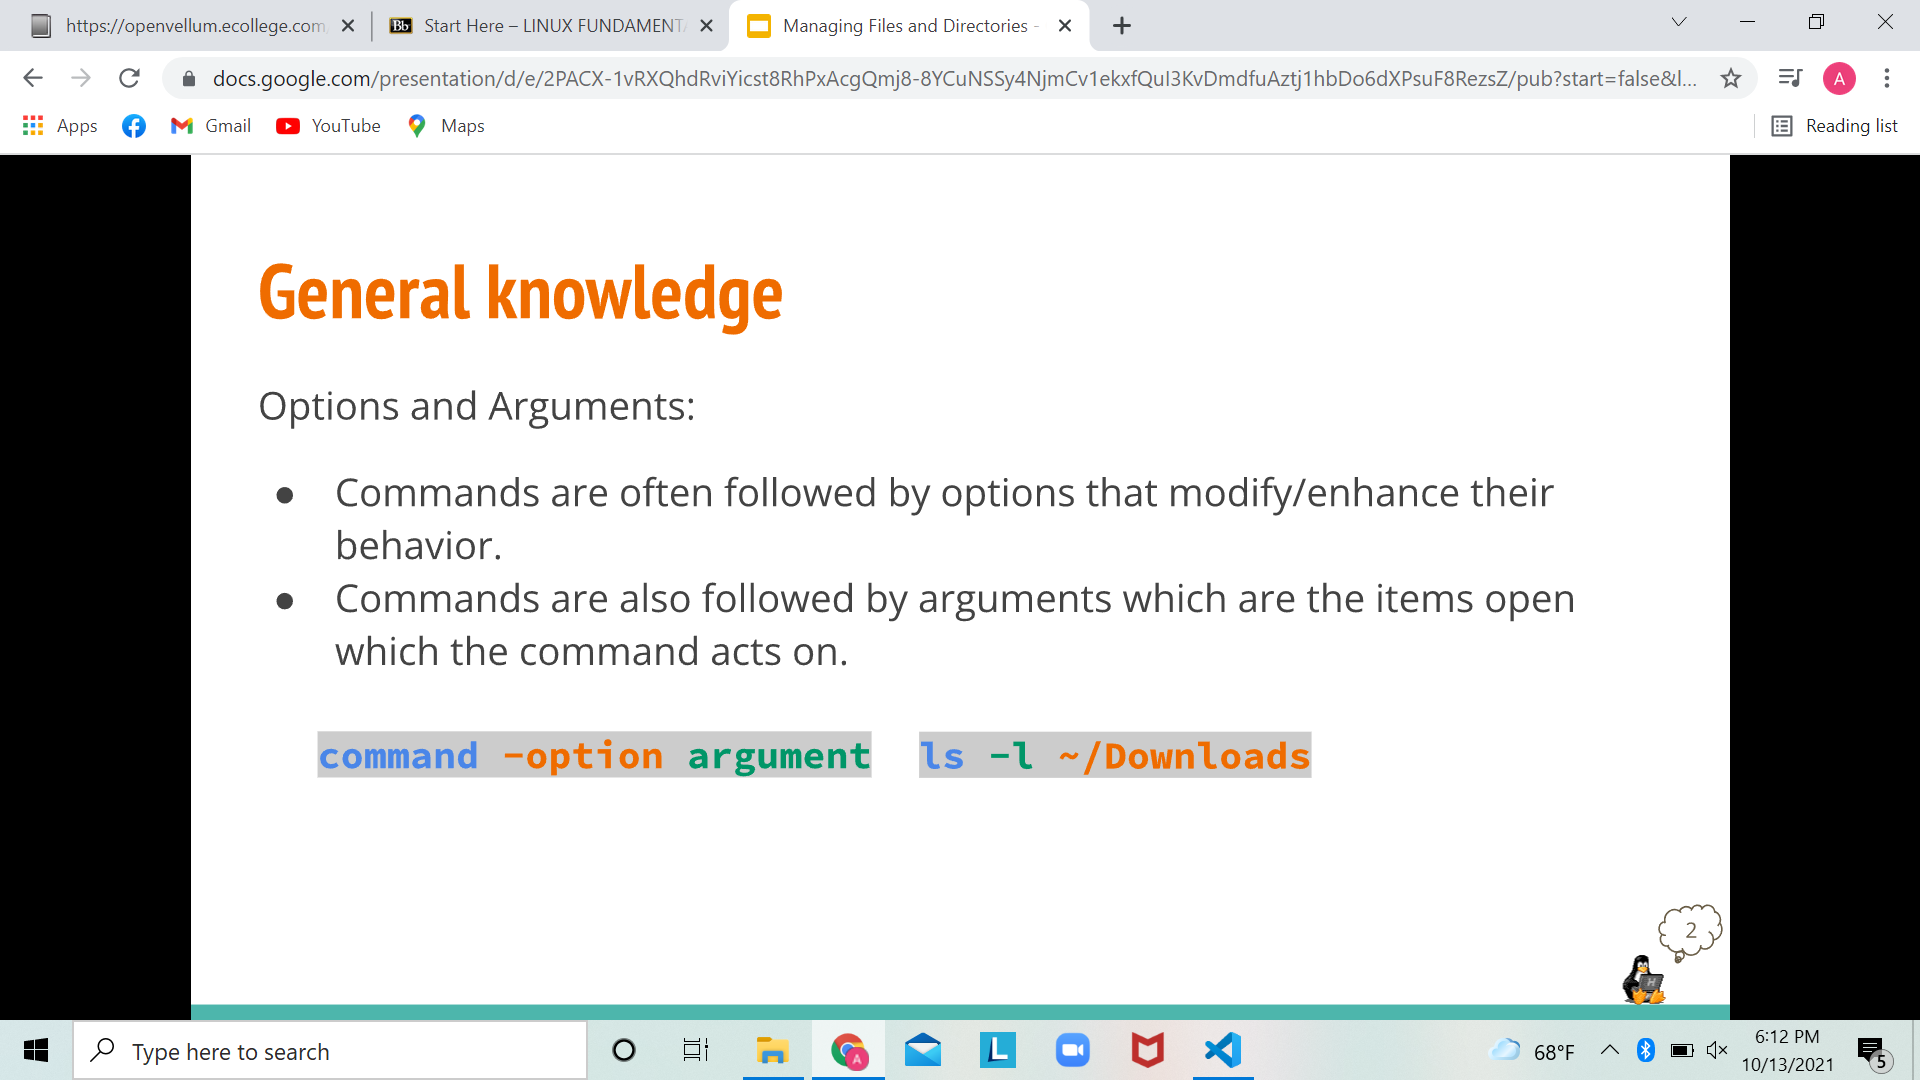 https://openvellum.ecollege.com
Start Here – LINUX FUNDAMENT
Managing Files and Directories -
docs.google.com/presentation/d/e/2PACX-1vRXQhdRviYicst8RhPxAcgQmj8-8YCuNSSy4NjmCv1ekxfQuI3KvDmdfuAztj1hbDo6dXPsuF8RezsZ/pub?start=false&l...
A
Apps
Gmail
YouTube
Maps
Reading list
General knowledge
Options and Arguments:
● Commands are often followed by options that modify/enhance their
behavior.
● Commands are also followed by arguments which are the items open
which the command acts on.
command -option argument ls -l ~/Downloads
2
Type here to search
68°F
6:12 PM
10/13/2021
5